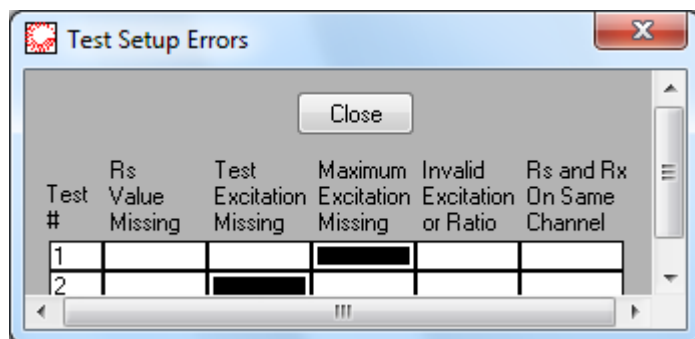 Test Setup Errors
Close
Test
#
Rs
Value
Missing
Test
Excitation
Missing
Maximum
Excitation
Missing
Invalid
Excitation
or Ratio
Rs and Rx
On Same
Channel
1
2